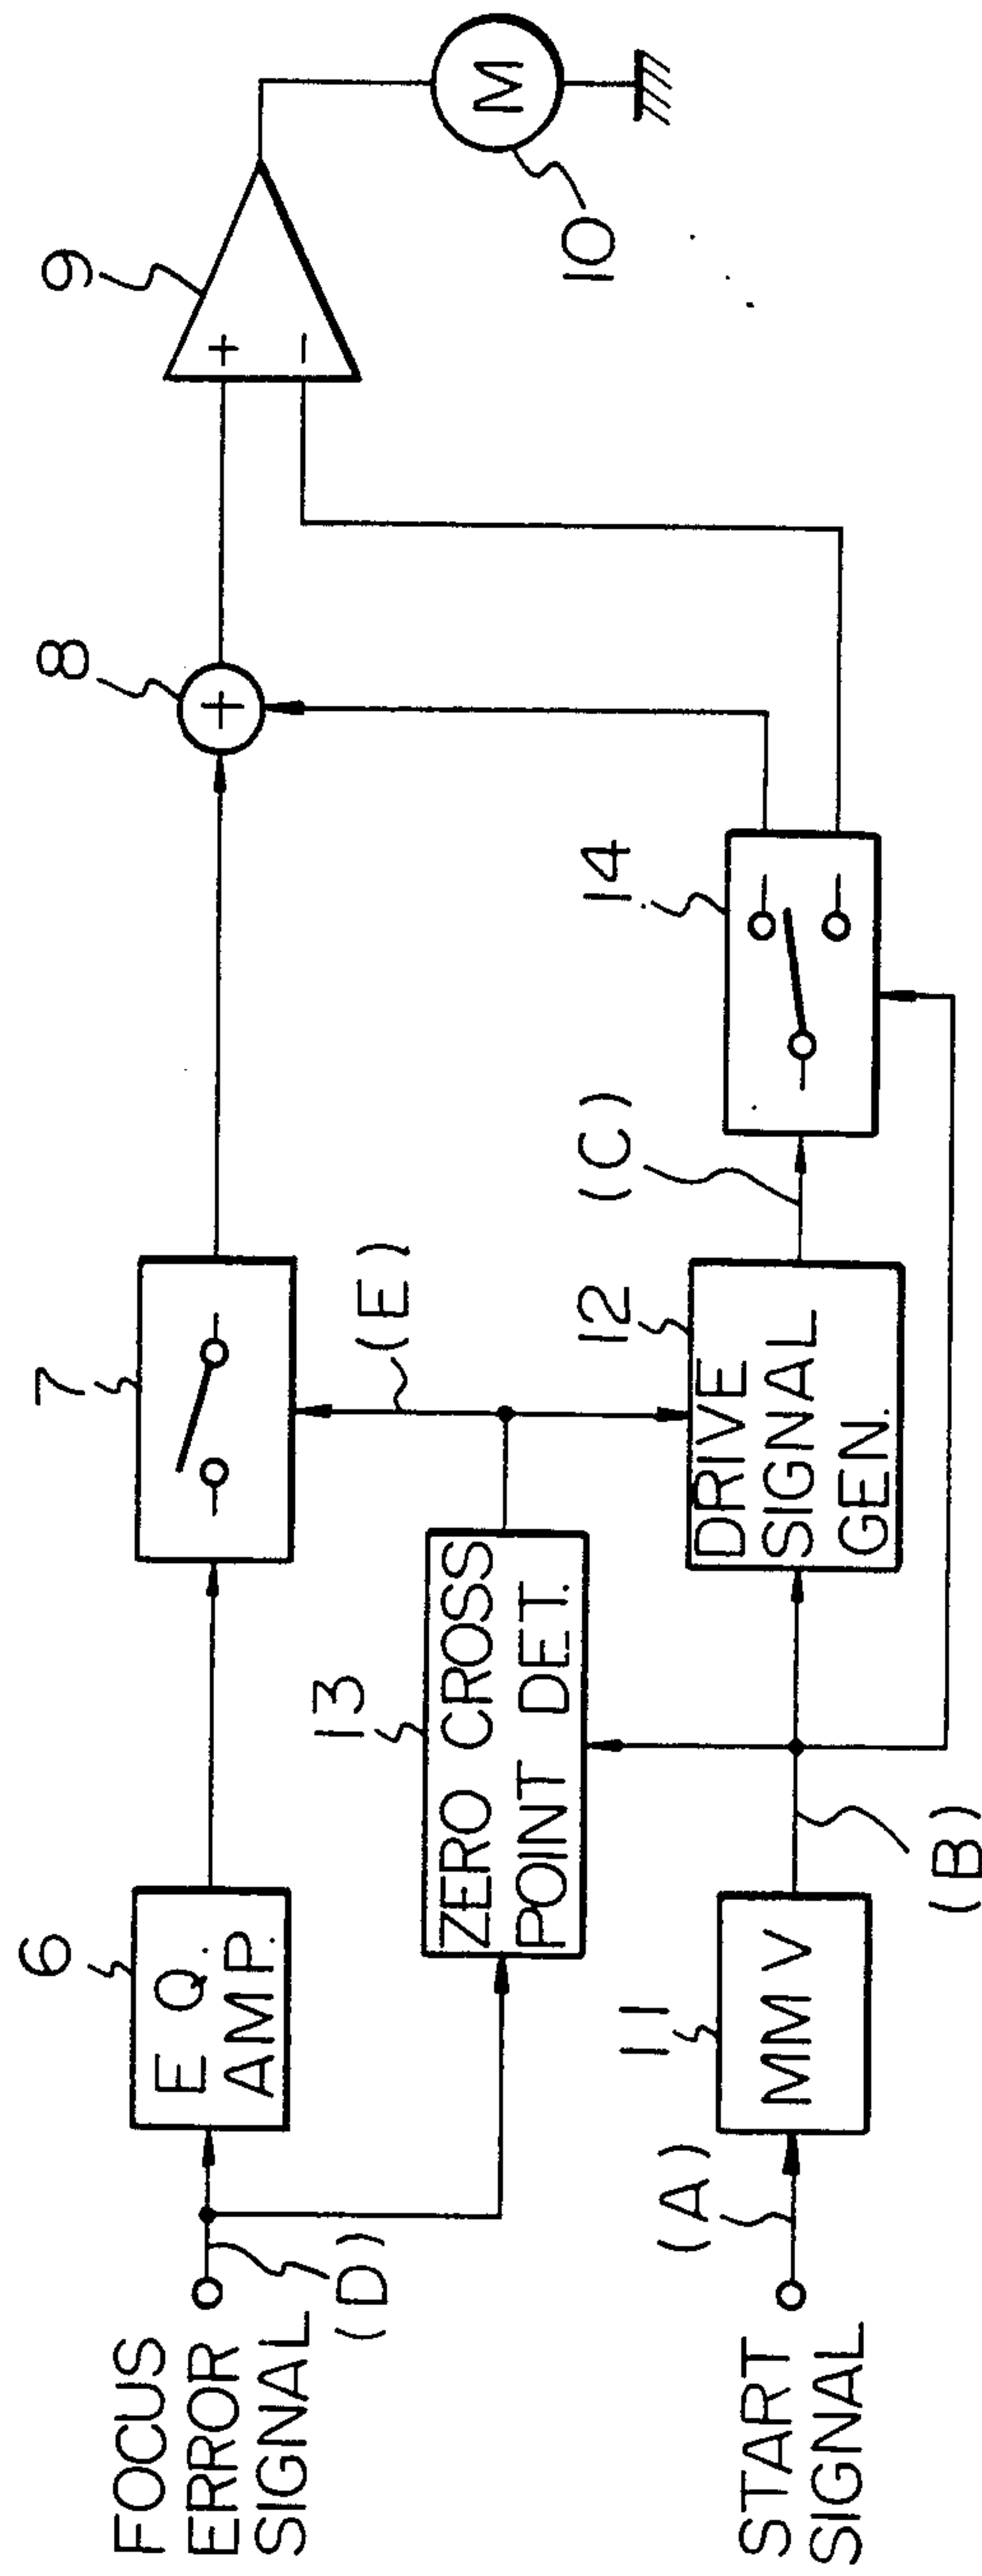 FOCUS
ERROR
SIGNAL
(D)
6
E Q.
AMP.
7
8
+
9
+
−
M
10
13
ZERO CROSS
POINT DET.
(E)
START
SIGNAL
(A)
11
MMV
(B)
12
DRIVE
SIGNAL
GEN.
(C)
14